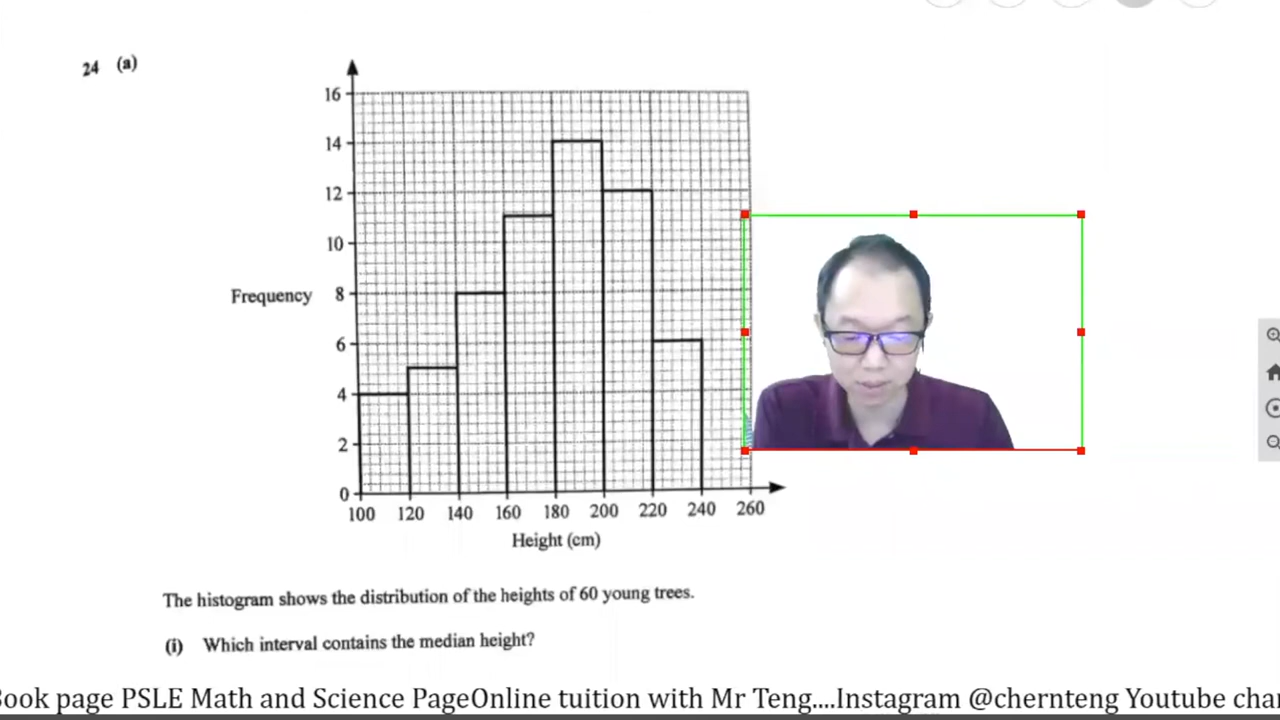 24 (a)
16
14
12
10
Frequency 8
6
4
2
0
100 120 140 160 180 200 220 240 260
Height (cm)
The histogram shows the distribution of the heights of 60 young trees.
(i) Which interval contains the median height?
Book page PSLE Math and Science PageOnline tuition with Mr Teng....Instagram @chernteng Youtube chan